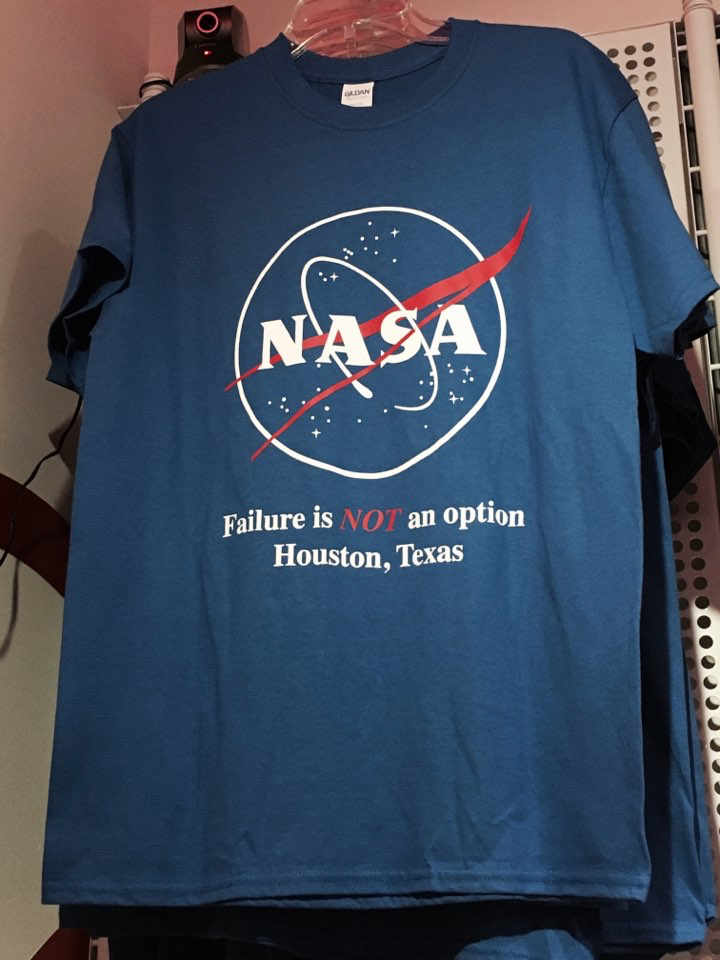 GILDAN
NASA
Failure is NOT an option
Houston, Texas